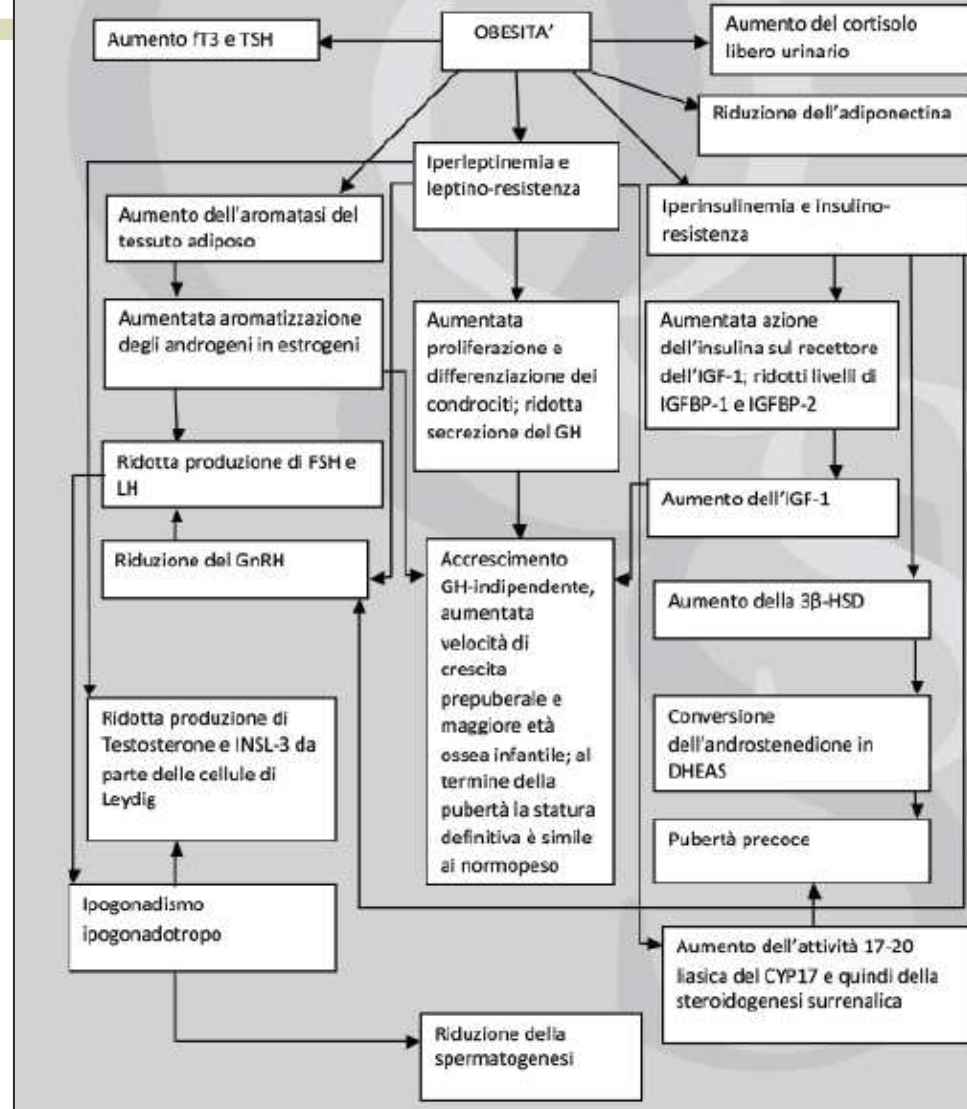 OBESITA'
Aumento fT3 e TSH
Aumento del cortisolo
libero urinario
Riduzione dell'adiponectina
Iperleptinemia e
leptino-resistenza
Aumento dell'aromatasi del
tessuto adiposo
Iperinsulinemia e insulino-
resistenza
Aumentata aromatizzazione
degli androgeni in estrogeni
Aumentata
proliferazione e
differenziazione dei
condrociti; ridotta
secrezione del GH
Aumentata azione
dell'insulina sul recettore
dell'IGF-1; ridotti livelli di
IGFBP-1 e IGFBP-2
Ridotta produzione di FSH e
LH
Aumento dell'IGF-1
Riduzione del GnRH
Accrescimento
GH-indipendente,
aumentata
velocità di
crescita
prepuberale e
maggiore età
ossea infantile; al
termine della
pubertà la statura
definitiva è simile
ai normopeso
Aumento della 3β-HSD
Ridotta produzione di
Testosterone e INSL-3 da
parte delle cellule di
Leydig
Conversione
dell'androstenedione in
DHEAS
Pubertà precoce
Ipogonadismo
ipogonadotropo
Aumento dell'attività 17-20
liasica del CYP17 e quindi della
steroidogenesi surrenalica
Riduzione della
spermatogenesi